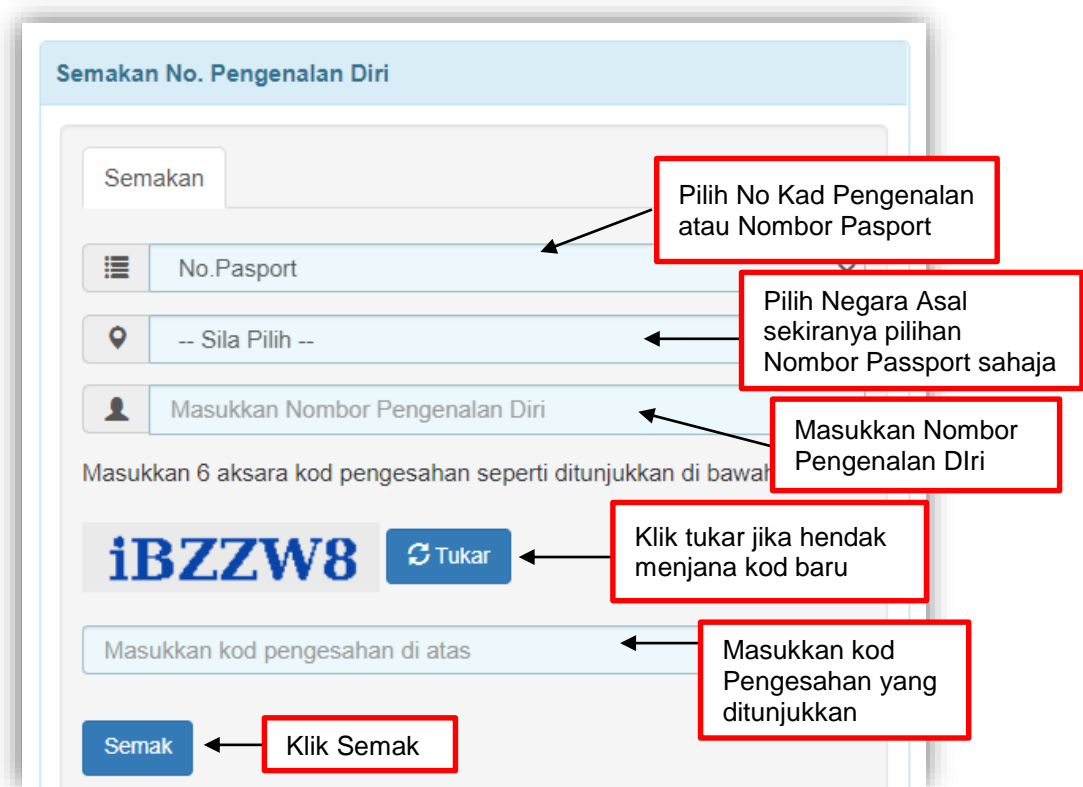 Semakan No. Pengenalan Diri
Semakan
Pilih No Kad Pengenalan
atau Nombor Pasport
No.Pasport
Pilih Negara Asal
sekiranya pilihan
Nombor Passport sahaja
-- Sila Pilih --
Masukkan Nombor Pengenalan Diri
Masukkan Nombor
Pengenalan DIri
Masukkan 6 aksara kod pengesahan seperti ditunjukkan di bawah
iBZZW8
Tukar
Klik tukar jika hendak
menjana kod baru
Masukkan kod pengesahan di atas
Masukkan kod
Pengesahan yang
ditunjukkan
Semak
Klik Semak